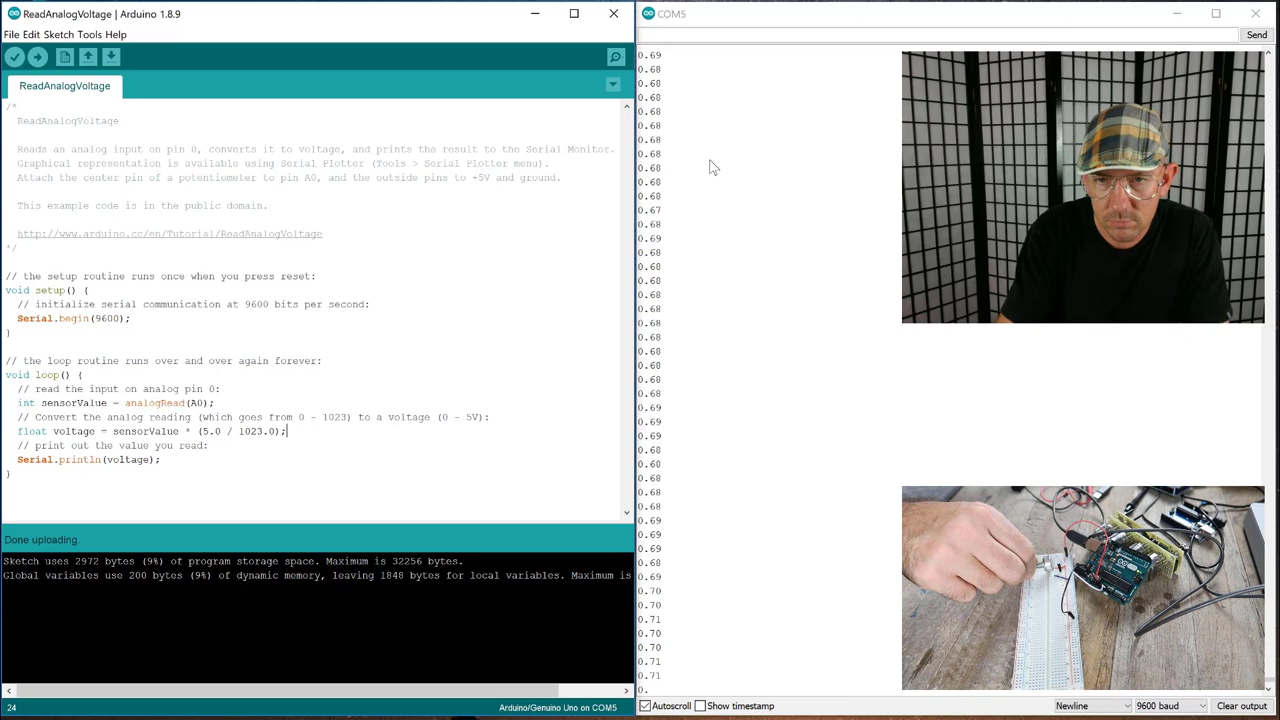 ReadAnalogVoltage | Arduino 1.8.9
File Edit Sketch Tools Help
ReadAnalogVoltage
/*
ReadAnalogVoltage
Reads an analog input on pin 0, converts it to voltage, and prints the result to the Serial Monitor.
Graphical representation is available using Serial Plotter (Tools > Serial Plotter menu).
Attach the center pin of a potentiometer to pin A0, and the outside pins to +5V and ground.
This example code is in the public domain.
http://www.arduino.cc/en/Tutorial/ReadAnalogVoltage
*/
// the setup routine runs once when you press reset:
void setup() {
// initialize serial communication at 9600 bits per second:
Serial.begin(9600);
}
// the loop routine runs over and over again forever:
void loop() {
// read the input on analog pin 0:
int sensorValue = analogRead(A0);
// Convert the analog reading (which goes from 0 - 1023) to a voltage (0 - 5V):
float voltage = sensorValue * (5.0 / 1023.0);
// print out the value you read:
Serial.println(voltage);
}
Done uploading.
Sketch uses 2972 bytes (9%) of program storage space. Maximum is 32256 bytes.
Global variables use 200 bytes (9%) of dynamic memory, leaving 1848 bytes for local variables. Maximum is
24
Arduino/Genuino Uno on COM5
COM5
Send
0.69
0.68
0.68
0.68
0.68
0.68
0.68
0.68
0.68
0.68
0.68
0.67
0.68
0.69
0.68
0.68
0.68
0.68
0.68
0.68
0.68
0.68
0.68
0.68
0.68
0.69
0.69
0.68
0.69
0.68
0.68
0.68
0.68
0.69
0.69
0.69
0.68
0.69
0.70
0.70
0.71
0.70
0.70
0.71
0.71
0.
Autoscroll
Show timestamp
Newline
9600 baud
Clear output